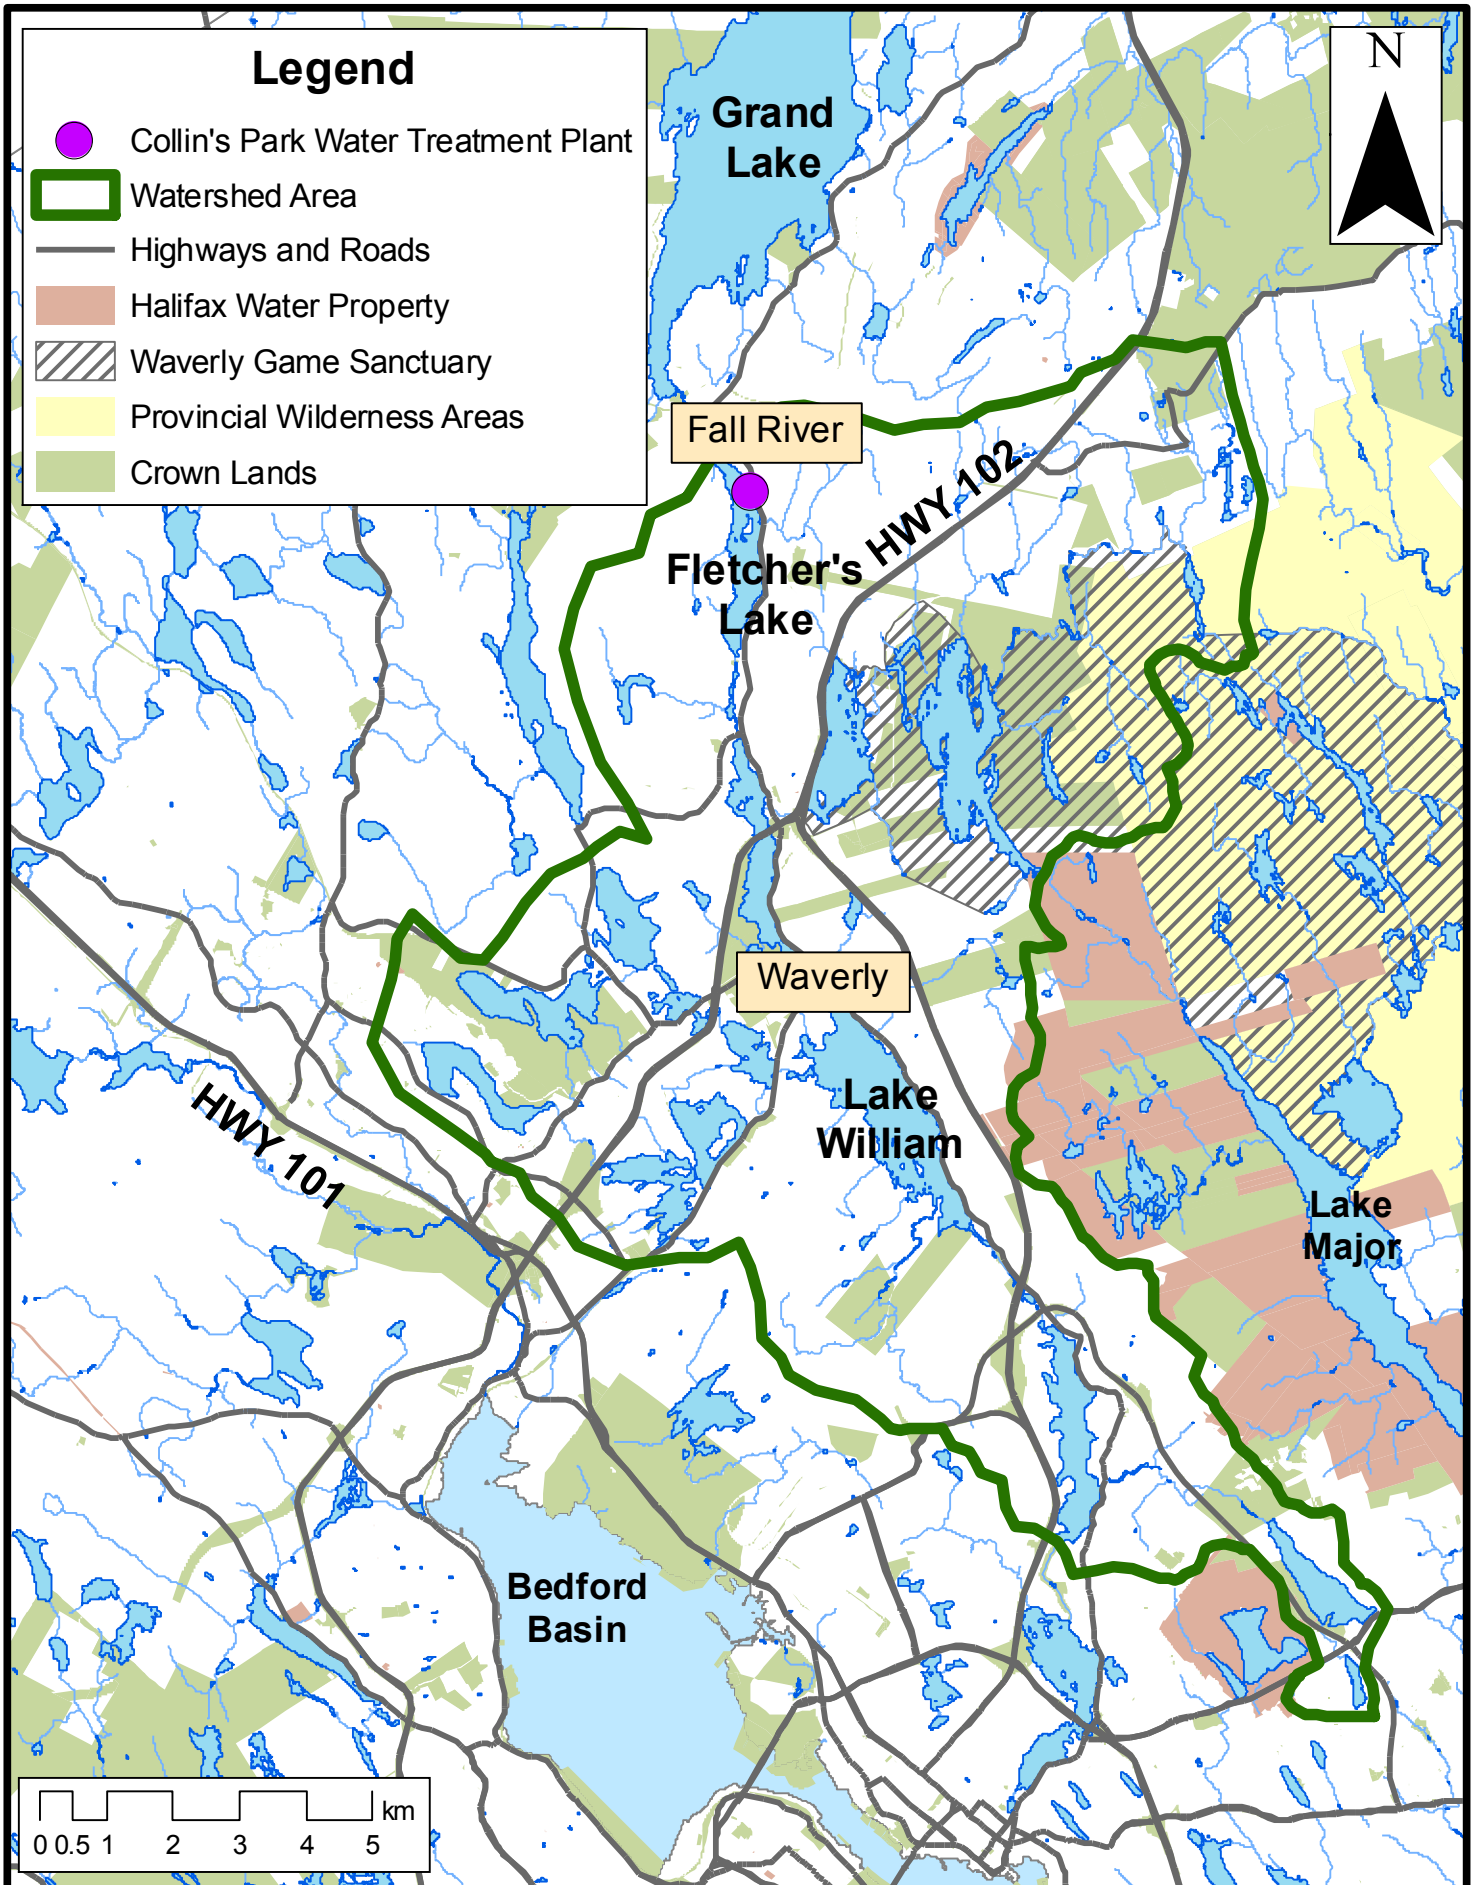 Legend
Collin's Park Water Treatment Plant
Watershed Area
Highways and Roads
Halifax Water Property
Waverly Game Sanctuary
Provincial Wilderness Areas
Crown Lands
N
Grand
Lake
Fall River
HWY 102
Fletcher's
Lake
Waverly
HWY 101
Lake
William
Lake
Major
Bedford
Basin
km
0 0.5 1 2 3 4 5